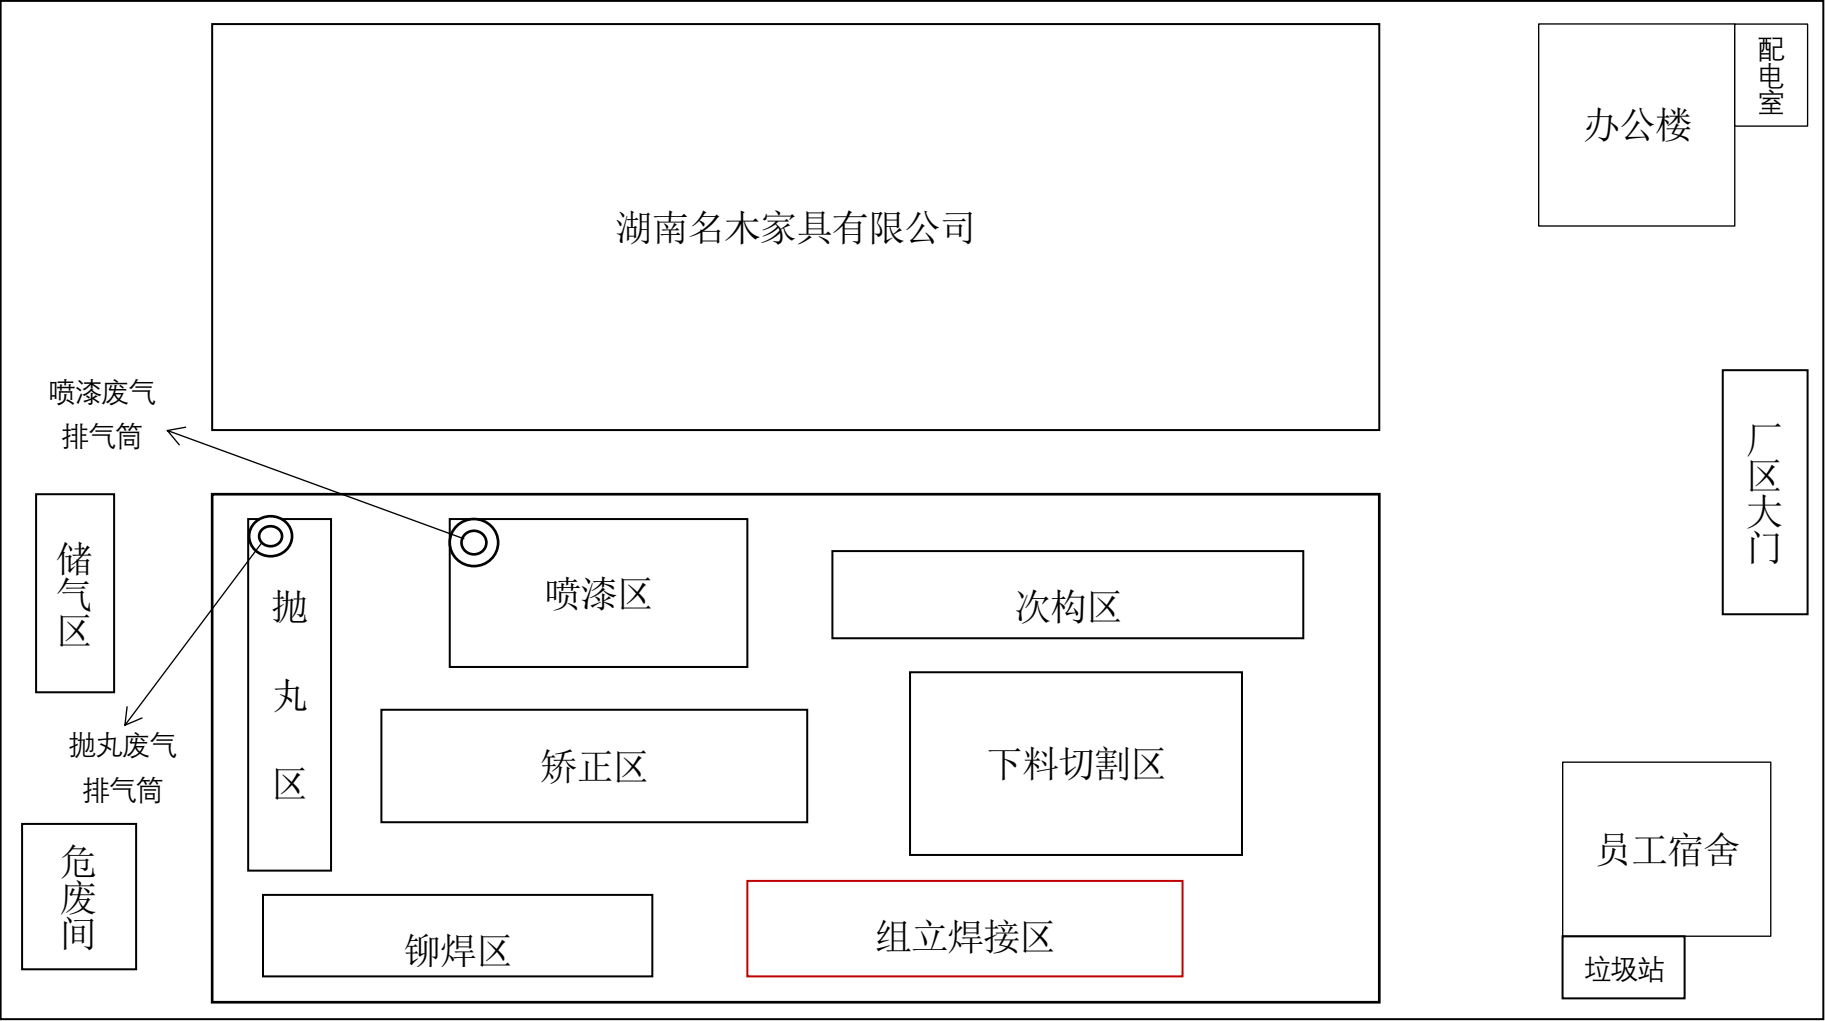 配电室
办公楼
湖南名木家具有限公司
喷漆废气
排气筒
厂区大门
储气区
抛丸区
喷漆区
次构区
矫正区
下料切割区
抛丸废气
排气筒
危废间
员工宿舍
铆焊区
组立焊接区
垃圾站